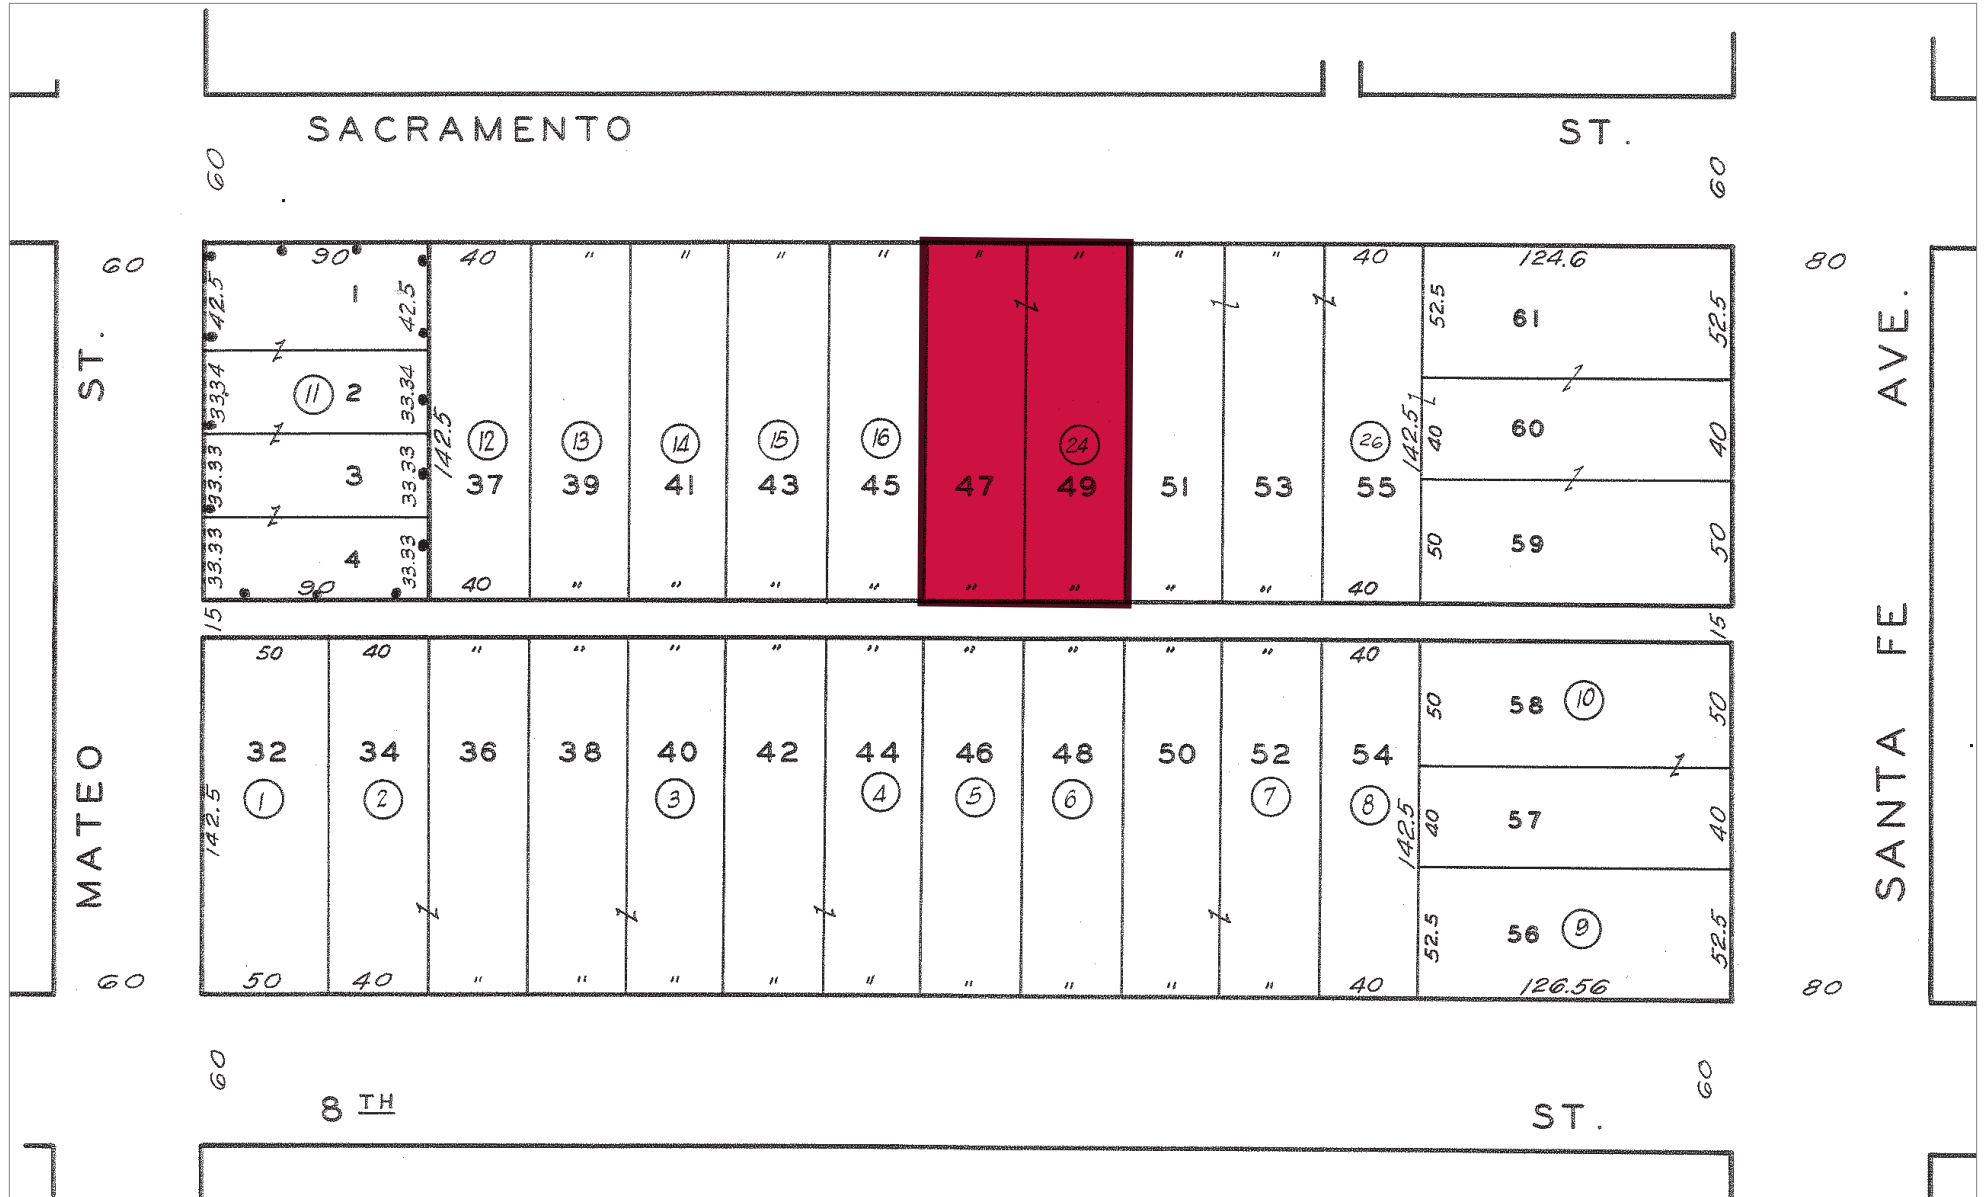 SACRAMENTO ST.
60 60
60 90 40 " " " " " " " " 40 124.6 80
42.5 1 42.5 52.5 61 52.5
ST. AVE.
33.34 11 2 33.34
142.5 12 13 14 15 16 24 26 142.5 40 60 40
33.33 3 33.33 37 39 41 43 45 47 49 51 53 55
33.33 4 33.33 50 59 50
90 40 " " " " " " " " 40
15 15
50 40 " " " " " " " " " 40
50 58 10 50
SANTA FE
MATEO
32 34 36 38 40 42 44 46 48 50 52 54
142.5 1 2 3 4 5 6 7 8 142.5 40 57 40
52.5 56 9 52.5
60 50 40 " " " " " " " " " 40 126.56 80
60 60
8 TH ST.